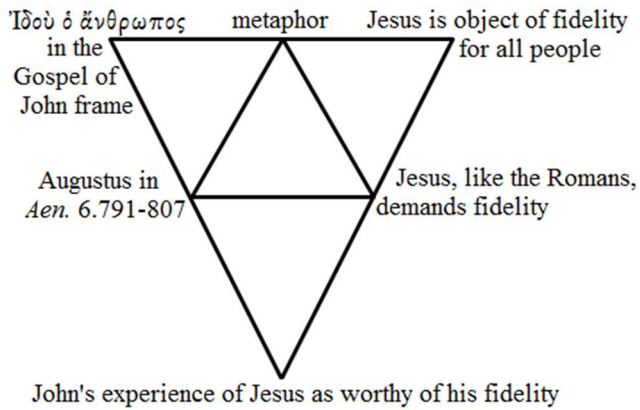 Ἰδοὺ ὁ ἄνθρωπος
in the
Gospel of
John frame
metaphor
Jesus is object of fidelity
for all people
Augustus in
Aen. 6.791-807
Jesus, like the Romans,
demands fidelity
John's experience of Jesus as worthy of his fidelity